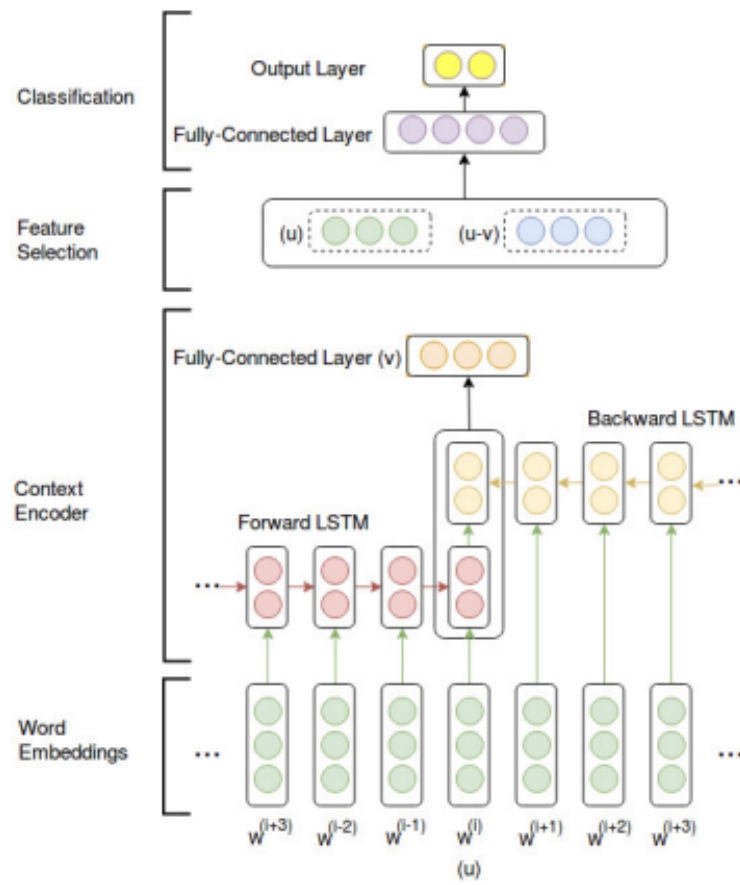 Output Layer
Classification
Fully-Connected Layer
Feature
Selection
(u)
(u-v)
Fully-Connected Layer (v)
Backward LSTM
...
Context
Encoder
Forward LSTM
...
Word
Embeddings
...
...
w(i+3) w(i-2) w(i-1) w(i) w(i+1) w(i+2) w(i+3)
(u)